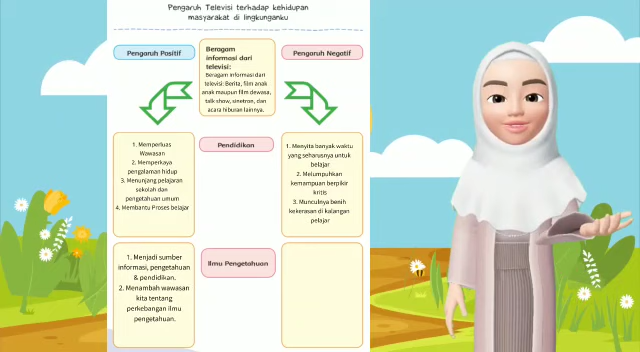 Pengaruh Televisi terhadap kehidupan
masyarakat di lingkunganku
Pengaruh Positif
Beragam
informasi dari
televisi:
Beragam informasi dari
televisi: Berita, film anak
anak maupun film dewasa,
talk show, sinetron, dan
acara hiburan lainnya.
Pengaruh Negatif
1. Memperluas
Wawasan
2. Memperkaya
pengalaman hidup
3. Menunjang pelajaran
sekolah dan
pengetahuan umum
4. Membantu Proses belajar
Pendidikan
1. Menyita banyak waktu
yang seharusnya untuk
belajar
2. Melumpuhkan
kemampuan berpikir
kritis
3. Munculnya benih
kekerasan di kalangan
pelajar
1. Menjadi sumber
informasi, pengetahuan
& pendidikan.
2. Menambah wawasan
kita tentang
perkebangan ilmu
pengetahuan.
Ilmu Pengetahuan